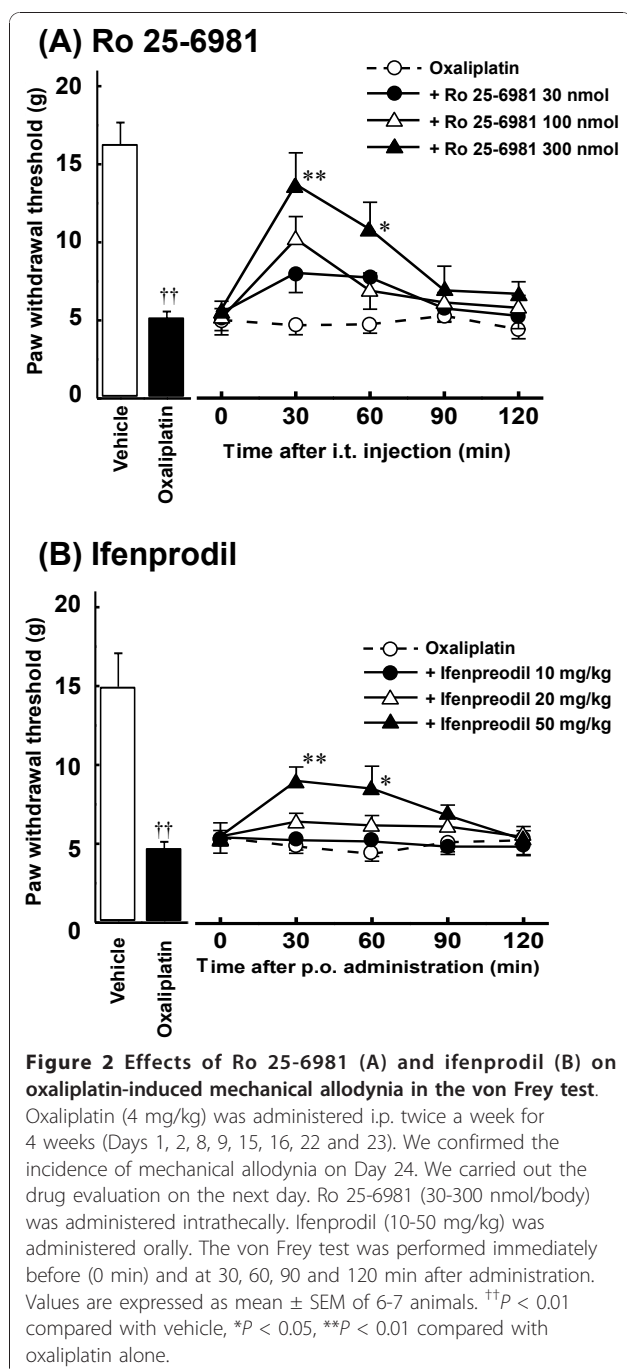 (A) Ro 25-6981
Paw withdrawal threshold (g)
20
15
10
5
0
††
Vehicle
Oxaliplatin
Oxaliplatin
+ Ro 25-6981 30 nmol
+ Ro 25-6981 100 nmol
+ Ro 25-6981 300 nmol
**
*
0 30 60 90 120
Time after i.t. injection (min)
(B) Ifenprodil
Paw withdrawal threshold (g)
20
15
10
5
0
††
Vehicle
Oxaliplatin
Oxaliplatin
+ Ifenpreodil 10 mg/kg
+ Ifenpreodil 20 mg/kg
+ Ifenpreodil 50 mg/kg
**
*
0 30 60 90 120
Time after p.o. administration (min)
Figure 2 Effects of Ro 25-6981 (A) and ifenprodil (B) on
oxaliplatin-induced mechanical allodynia in the von Frey test.
Oxaliplatin (4 mg/kg) was administered i.p. twice a week for
4 weeks (Days 1, 2, 8, 9, 15, 16, 22 and 23). We confirmed the
incidence of mechanical allodynia on Day 24. We carried out the
drug evaluation on the next day. Ro 25-6981 (30-300 nmol/body)
was administered intrathecally. Ifenprodil (10-50 mg/kg) was
administered orally. The von Frey test was performed immediately
before (0 min) and at 30, 60, 90 and 120 min after administration.
Values are expressed as mean ± SEM of 6-7 animals. ††P < 0.01
compared with vehicle, *P < 0.05, **P < 0.01 compared with
oxaliplatin alone.